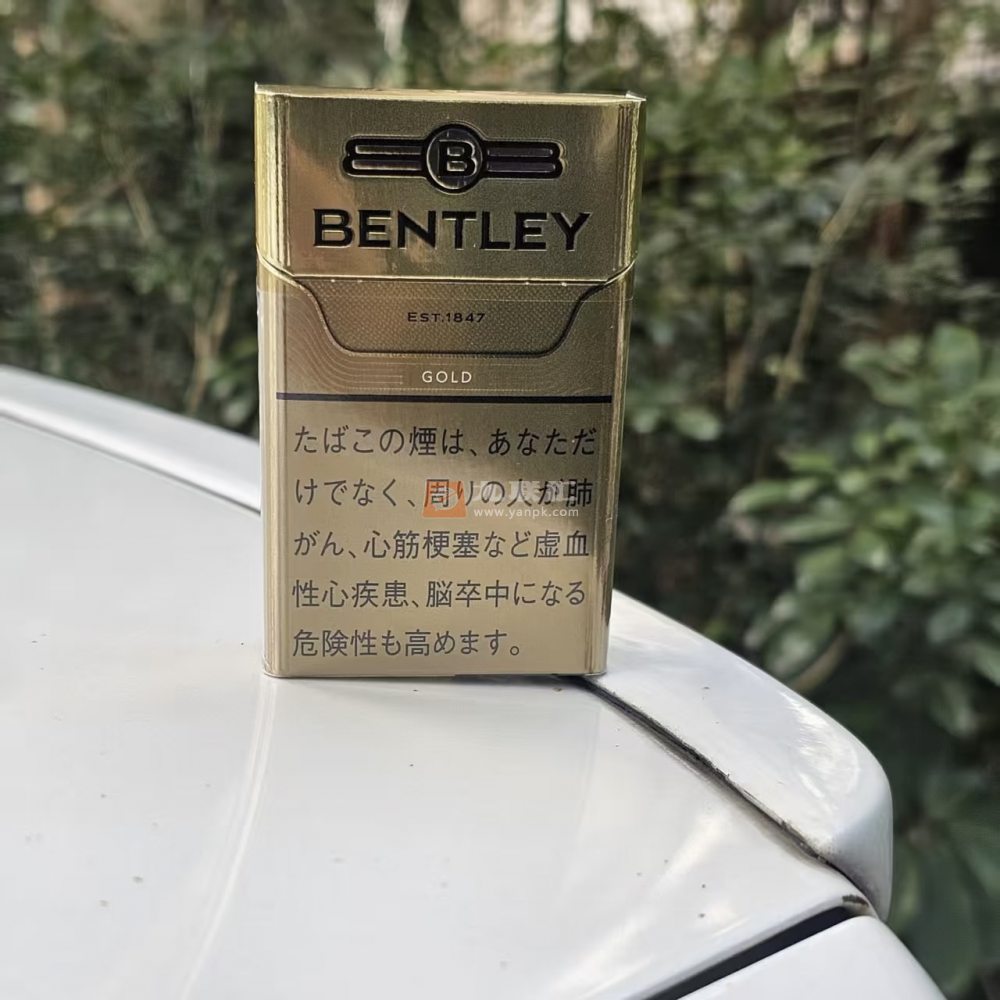 B
BENTLEY
EST.1847
GOLD
たばこの煙は、あなただ
けでなく、周りの人が肺
がん、心筋梗塞など虚血
性心疾患、脳卒中になる
危険性も高めます。
www.yanpk.com